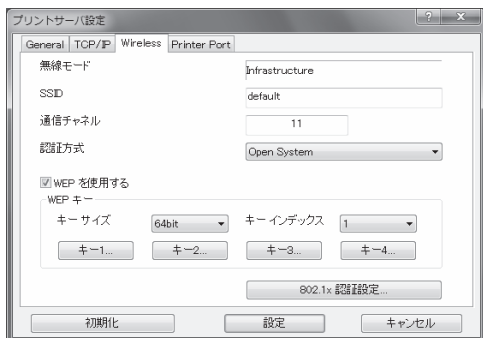 プリントサーバ設定
General TCP/IP Wireless Printer Port
無線モード Infrastructure
SSID default
通信チャネル 11
認証方式 Open System
WEP を使用する
WEP キー
キー サイズ 64bit キー インデックス 1
キー1... キー2... キー3... キー4...
802.1x 認証設定...
初期化 設定 キャンセル